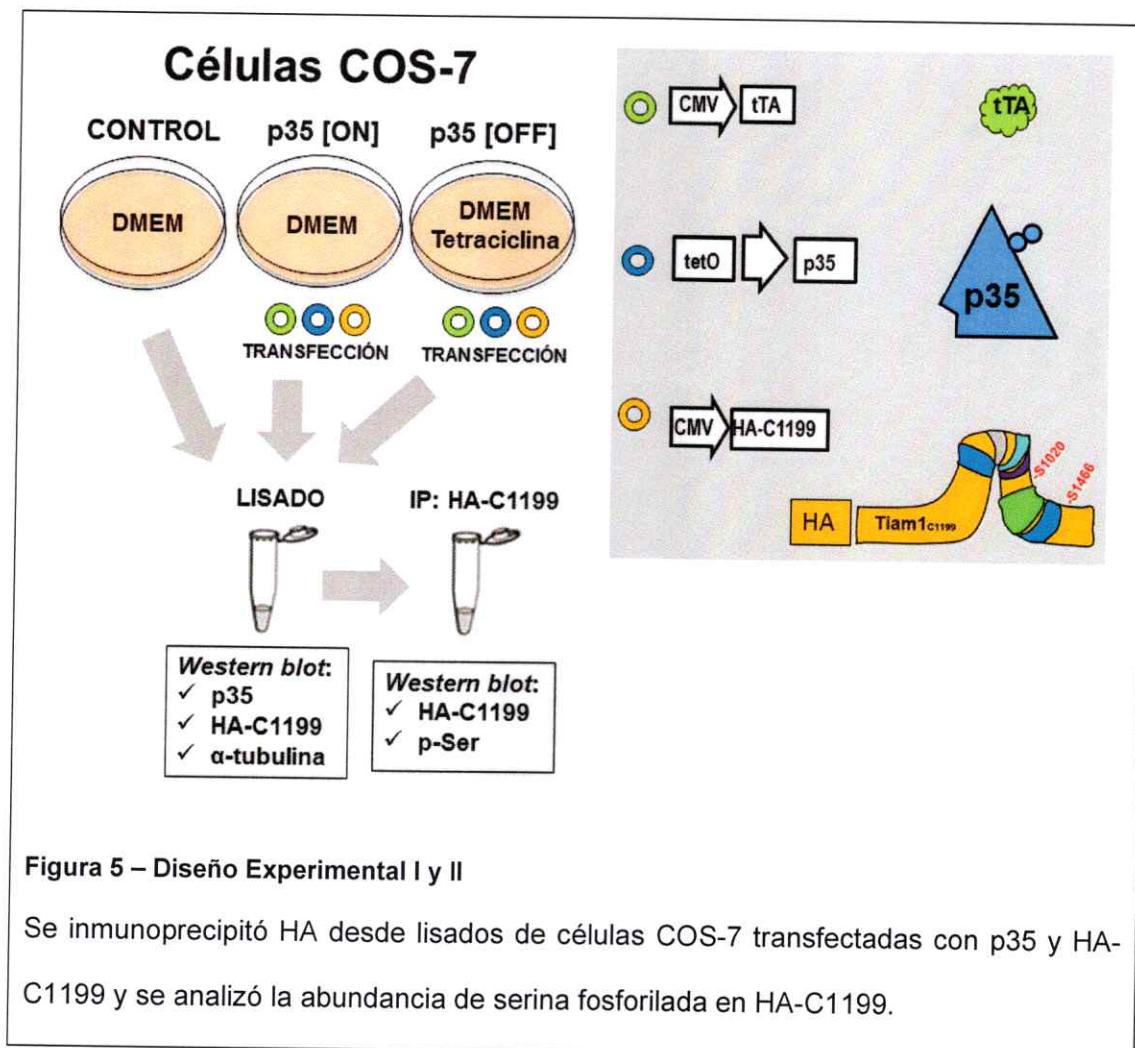 Células COS-7
CONTROL
p35 [ON]
p35 [OFF]
DMEM
DMEM
DMEM
Tetraciclina
TRANSFECCIÓN
TRANSFECCIÓN
LISADO
IP: HA-C1199
Western blot:
✓ p35
✓ HA-C1199
✓ α-tubulina
Western blot:
✓ HA-C1199
✓ p-Ser
CMV
tTA
tTA
tetO
p35
p35
CMV
HA-C1199
HA
Tiam1C1199
-S1020
-S1466
Figura 5 – Diseño Experimental I y II
Se inmunoprecipitó HA desde lisados de células COS-7 transfectadas con p35 y HA-
C1199 y se analizó la abundancia de serina fosforilada en HA-C1199.